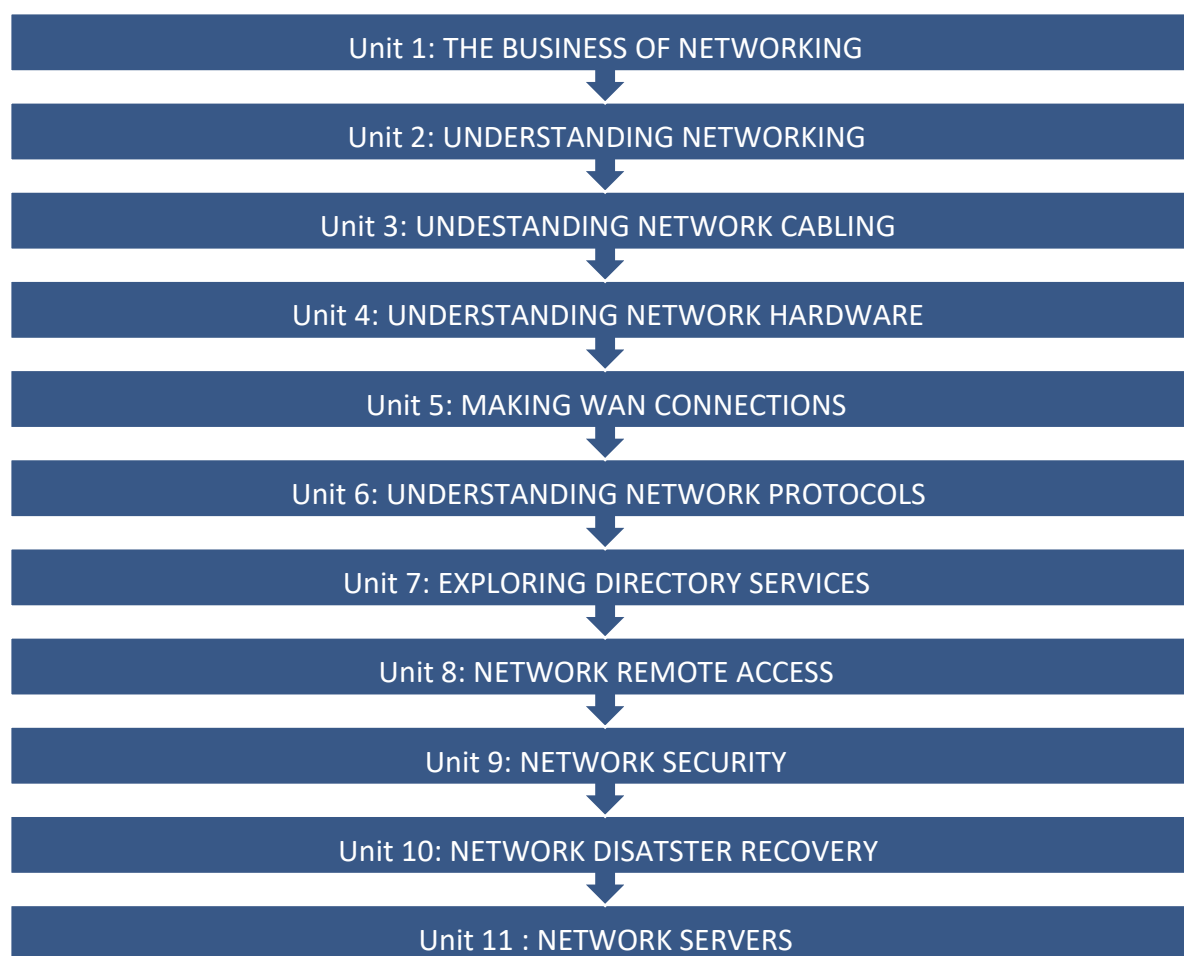 Unit 1: THE BUSINESS OF NETWORKING
Unit 2: UNDERSTANDING NETWORKING
Unit 3: UNDESTANDING NETWORK CABLING
Unit 4: UNDERSTANDING NETWORK HARDWARE
Unit 5: MAKING WAN CONNECTIONS
Unit 6: UNDERSTANDING NETWORK PROTOCOLS
Unit 7: EXPLORING DIRECTORY SERVICES
Unit 8: NETWORK REMOTE ACCESS
Unit 9: NETWORK SECURITY
Unit 10: NETWORK DISATSTER RECOVERY
Unit 11 : NETWORK SERVERS